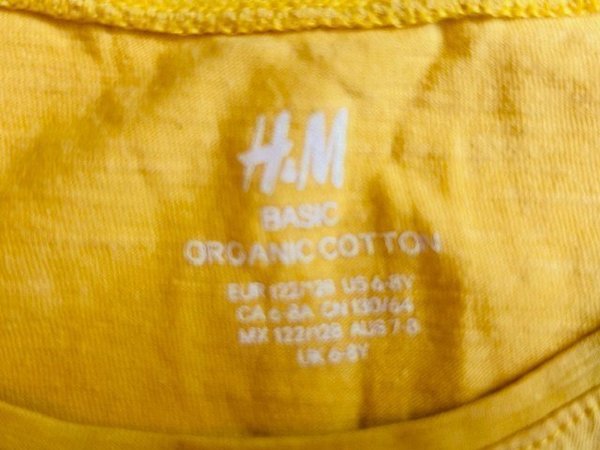 H&M
BASIC
ORGANIC COTTON
EUR 122/128 US 6-8Y
CA 6-8A CN 130/64
MX 122/128 AUS 7-8
UK 6-8Y